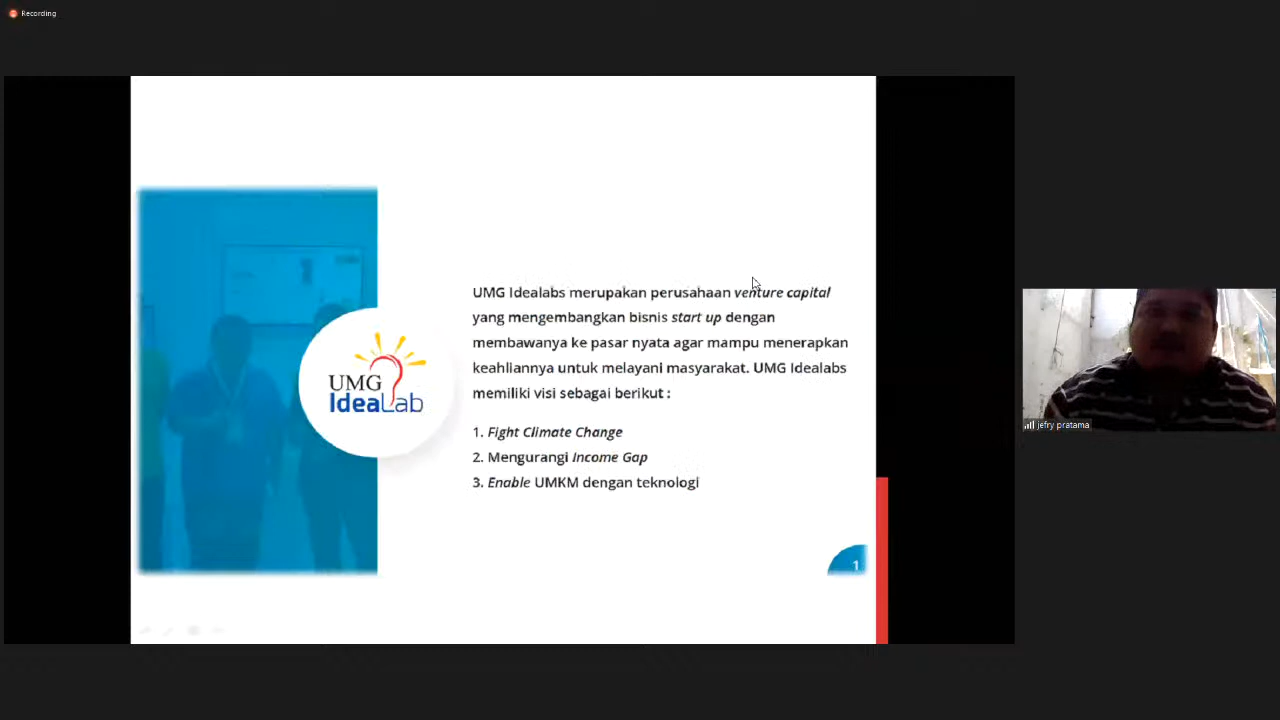 Recording
UMG Idealabs merupakan perusahaan venture capital
yang mengembangkan bisnis start up dengan
membawanya ke pasar nyata agar mampu menerapkan
keahliannya untuk melayani masyarakat. UMG Idealabs
memiliki visi sebagai berikut :
UMG
IdeaLab
1. Fight Climate Change
2. Mengurangi Income Gap
3. Enable UMKM dengan teknologi
1
jefry pratama